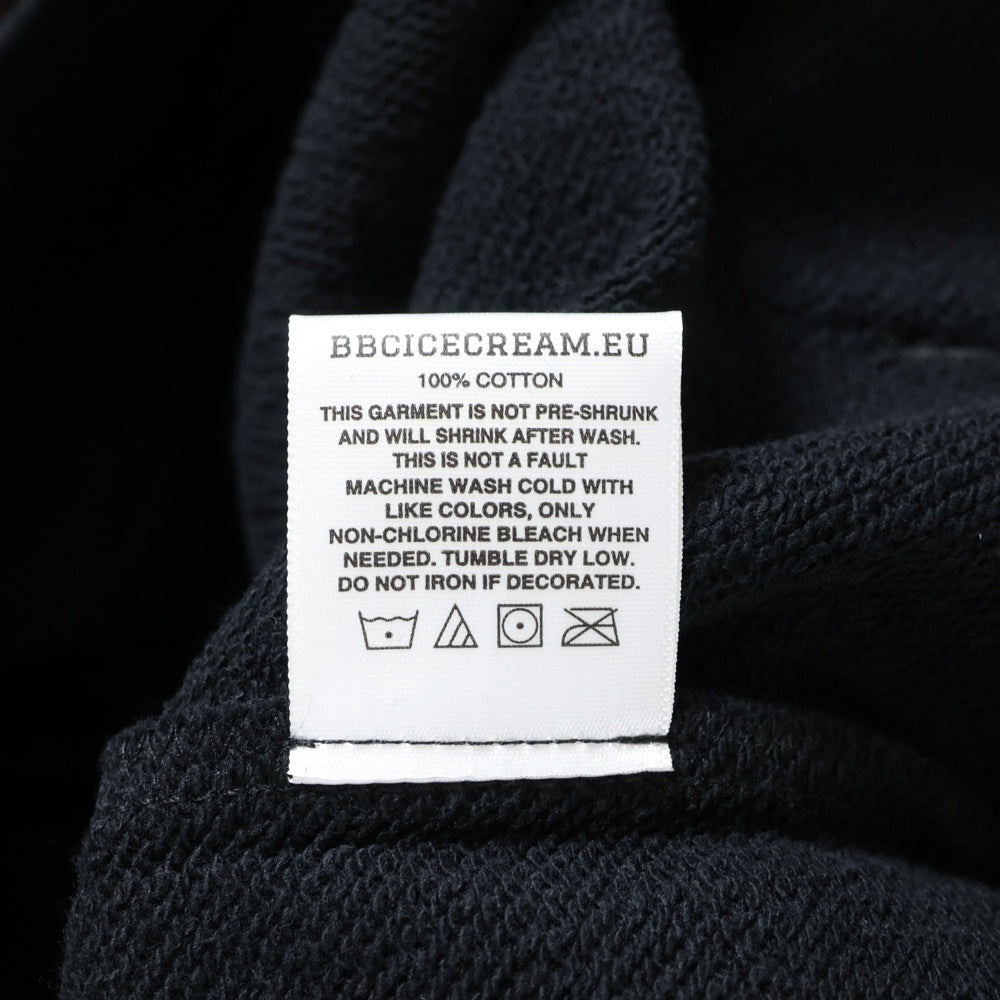 BBCICECREAM.EU
100% COTTON
THIS GARMENT IS NOT PRE-SHRUNK
AND WILL SHRINK AFTER WASH.
THIS IS NOT A FAULT
MACHINE WASH COLD WITH
LIKE COLORS, ONLY
NON-CHLORINE BLEACH WHEN
NEEDED. TUMBLE DRY LOW.
DO NOT IRON IF DECORATED.